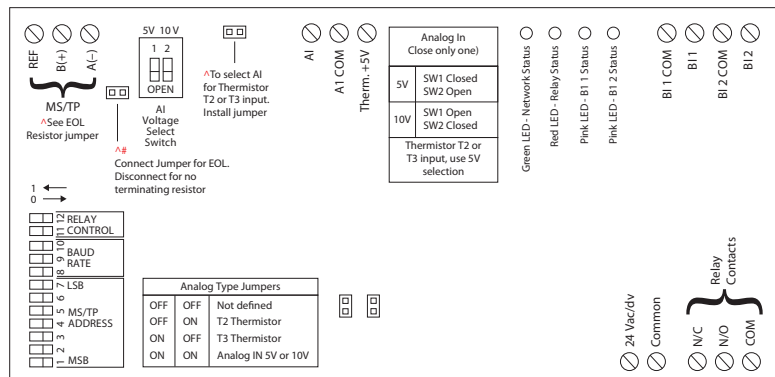 REF
B(+)
A(–)
MS/TP
^See EOL
Resistor jumper
5V 10 V
1 2
OPEN
AI
Voltage
Select
Switch
^#
Connect Jumper for EOL.
Disconnect for no
terminating resistor
^To select AI
for Thermistor
T2 or T3 input.
Install jumper
AI
A1 COM
Therm. +5V
Analog In
Close only one)
5V SW1 Closed
SW2 Open
10V SW1 Open
SW2 Closed
Thermistor T2 or
T3 input, use 5V
selection
Green LED - Network Status
Red LED - Relay Status
Pink LED - B1 1 Status
Pink LED - B1 2 Status
BI 1 COM
BI 1
BI 2 COM
BI 2
1
0
12 RELAY
11 CONTROL
10
9 BAUD
8 RATE
7 LSB
6
5 MS/TP
4 ADDRESS
3
2
1 MSB
Analog Type Jumpers
OFF OFF Not defined
OFF ON T2 Thermistor
ON OFF T3 Thermistor
ON ON Analog IN 5V or 10V
24 Vac/dv
Common
Relay
Contacts
N/C
N/O
COM